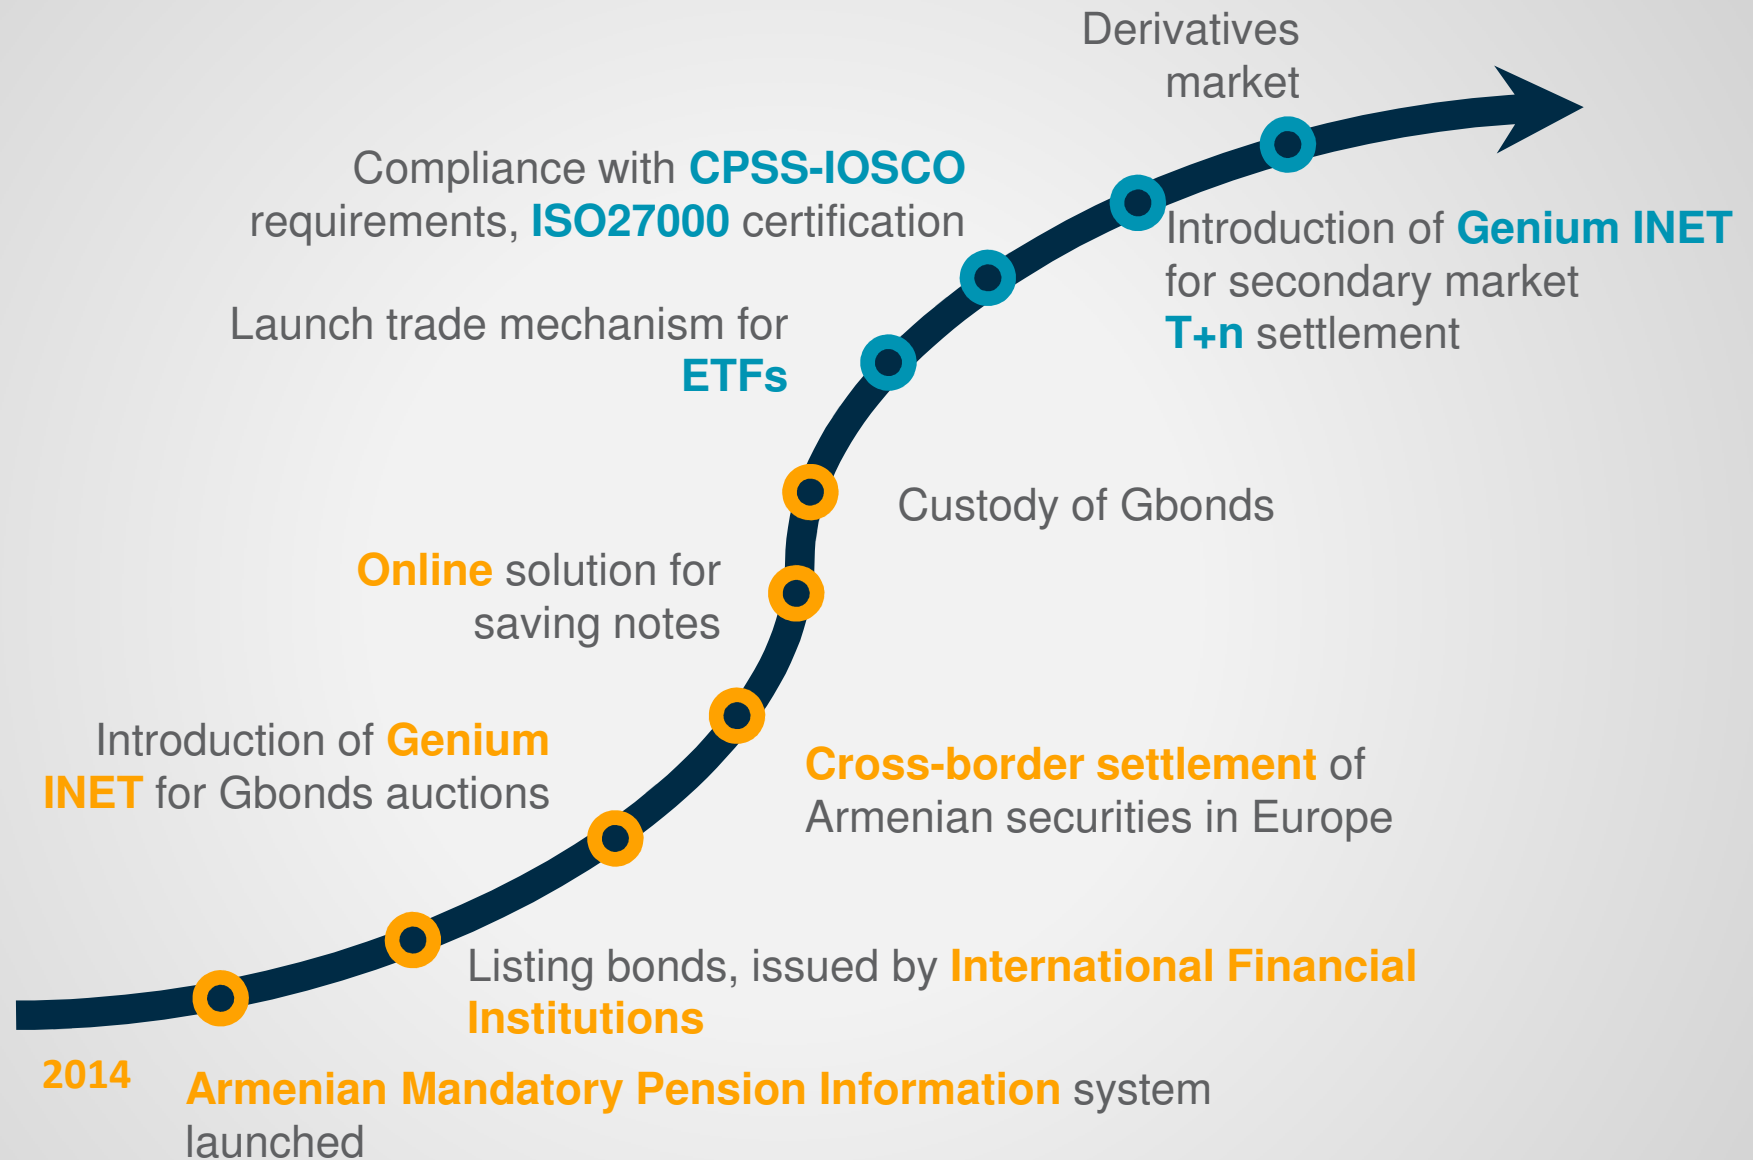 Derivatives
market
Compliance with CPSS-IOSCO
requirements, ISO27000 certification
Introduction of Genium INET
for secondary market
T+n settlement
Launch trade mechanism for
ETFs
Custody of Gbonds
Online solution for
saving notes
Introduction of Genium
INET for Gbonds auctions
Cross-border settlement of
Armenian securities in Europe
Listing bonds, issued by International Financial
Institutions
2014
Armenian Mandatory Pension Information system
launched